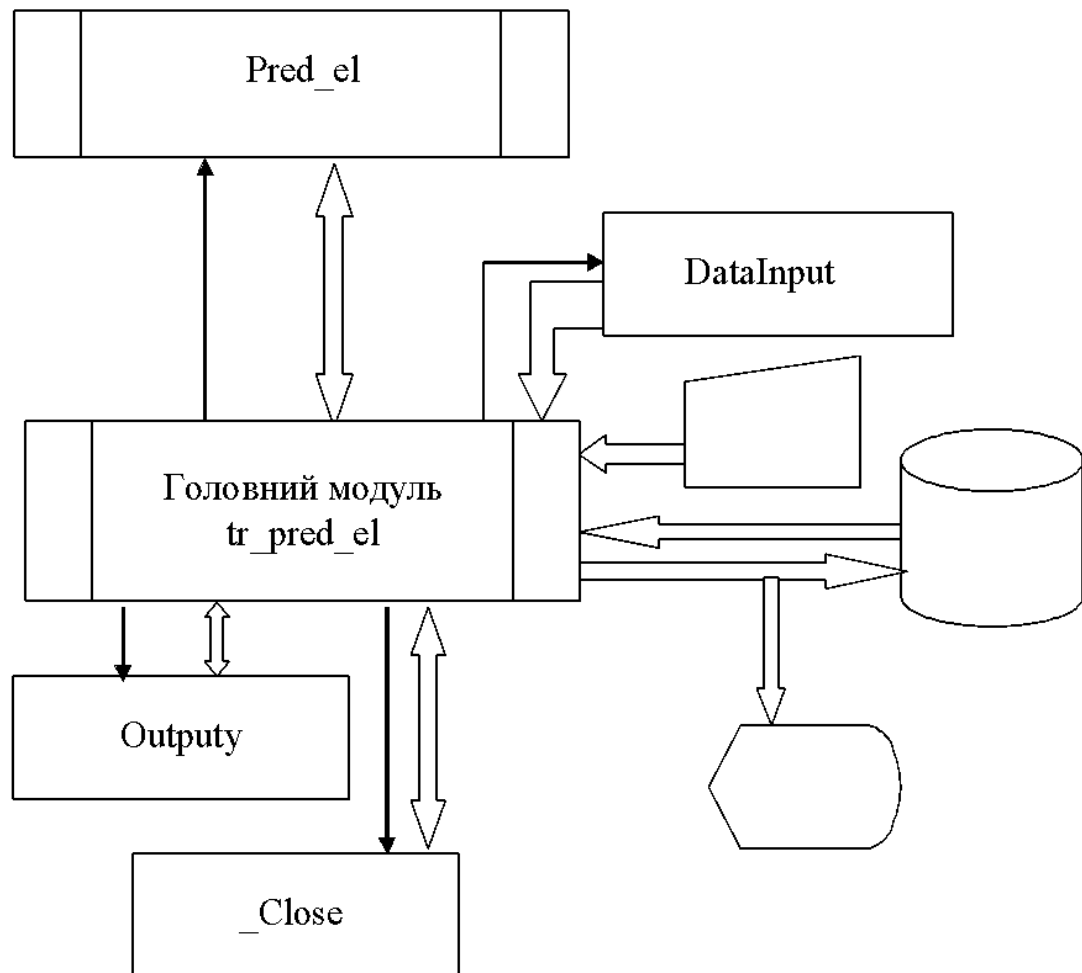 Pred_el
DataInput
Головний модуль
tr_pred_el
Outputy
_Close